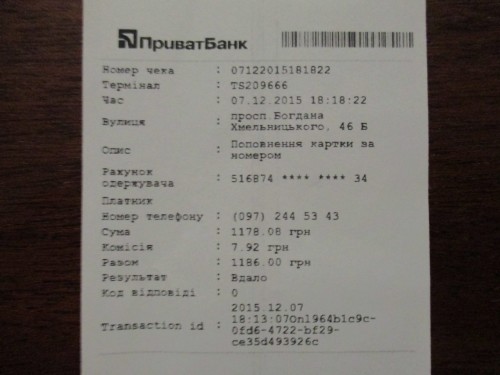 ПриватБанк
Номер чека : 07122015181822
Термінал : TS209666
Час : 07.12.2015 18:18:22
Вулиця : просп.Богдана
Хмельницького, 46 Б
Опис : Поповнення картки за
номером
Рахунок
одержувача : 516874 **** **** 34
Платник
Номер телефону : (097) 244 53 43
Сума : 1178.08 грн
Комісія : 7.92 грн
Разом : 1186.00 грн
Результат : Вдало
Код відповіді : 0
2015.12.07
Transaction id : 18:13:07On1964b1c9c-
0fd6-4722-bf29-
ce35d493926c